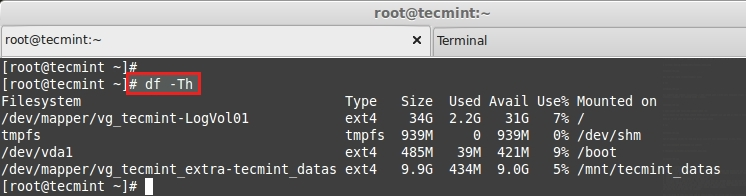 root@tecmint:~
root@tecmint:~ × Terminal
[root@tecmint ~]#
[root@tecmint ~]# df -Th
Filesystem Type Size Used Avail Use% Mounted on
/dev/mapper/vg_tecmint-LogVol01 ext4 34G 2.2G 31G 7% /
tmpfs tmpfs 939M 0 939M 0% /dev/shm
/dev/vda1 ext4 485M 39M 421M 9% /boot
/dev/mapper/vg_tecmint_extra-tecmint_datas ext4 9.9G 434M 9.0G 5% /mnt/tecmint_datas
[root@tecmint ~]#